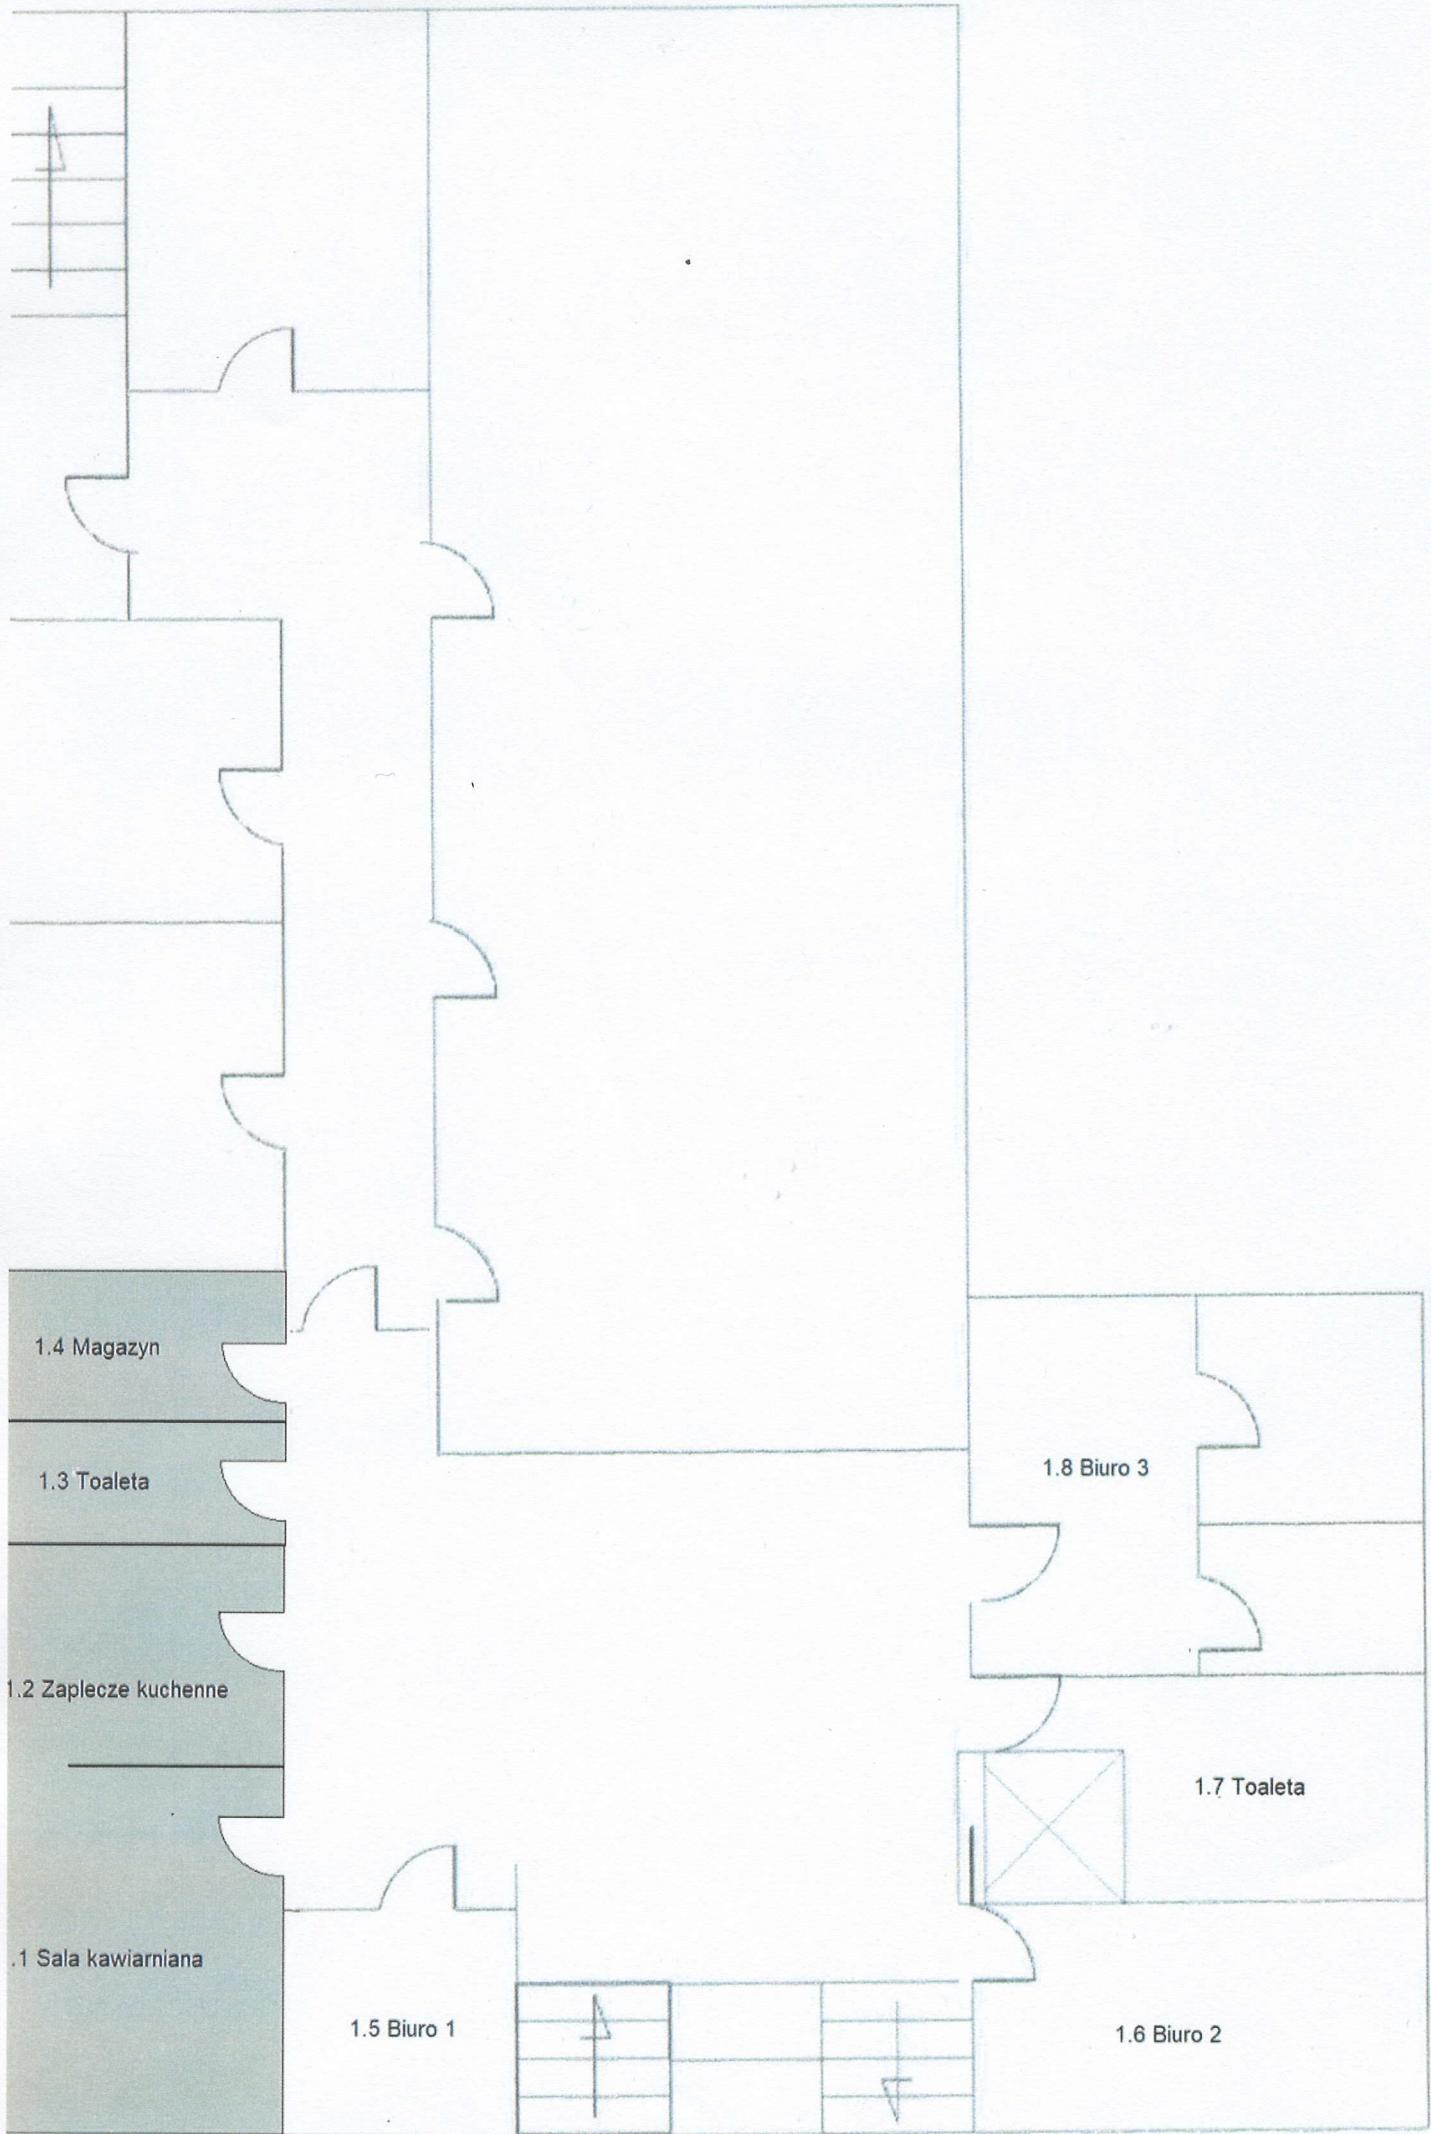 1.4 Magazyn
1.3 Toaleta
1.8 Biuro 3
1.2 Zaplecze kuchenne
1.7 Toaleta
.1 Sala kawiarniana
1.5 Biuro 1
1.6 Biuro 2